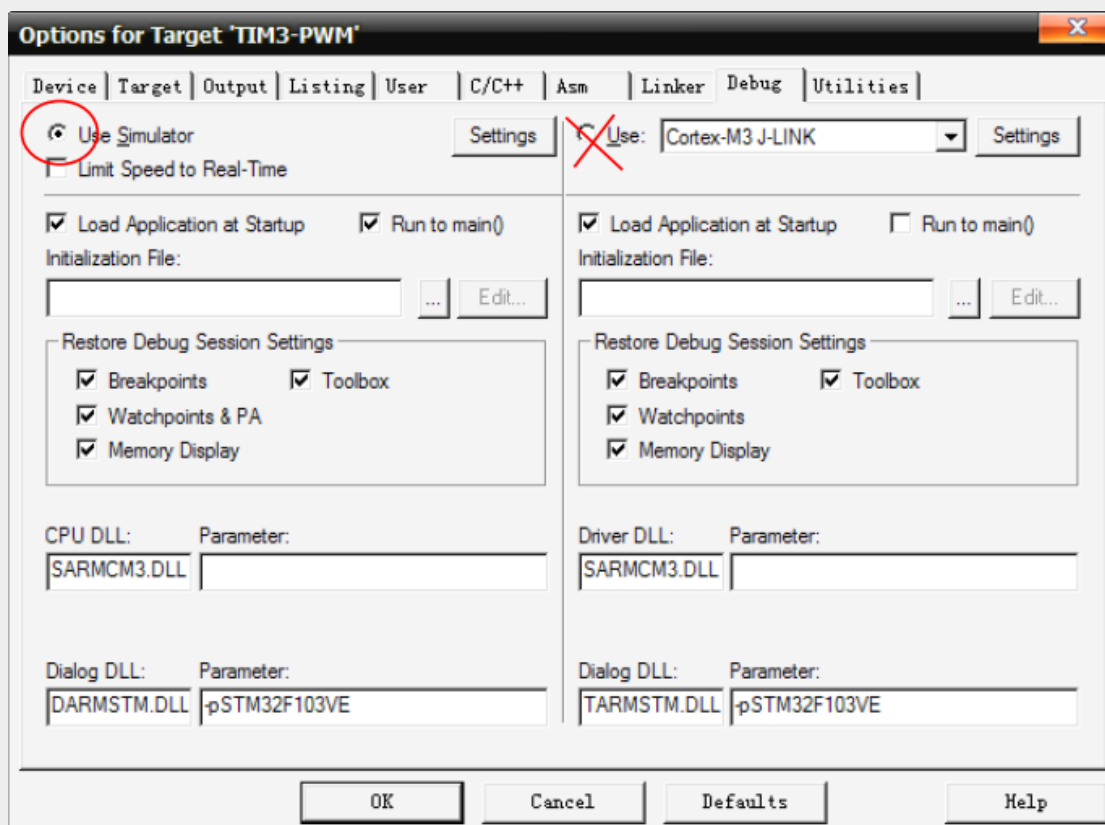 Options for Target 'TIM3-PWM'
Device Target Output Listing User C/C++ Asm Linker Debug Utilities
Use Simulator Settings
Limit Speed to Real-Time
Use: Cortex-M3 J-LINK Settings
Load Application at Startup Run to main()
Initialization File:
... Edit...
Restore Debug Session Settings
Breakpoints Toolbox
Watchpoints & PA
Memory Display
CPU DLL: Parameter:
SARMCM3.DLL
Dialog DLL: Parameter:
DARMSTM.DLL -pSTM32F103VE
Load Application at Startup Run to main()
Initialization File:
... Edit...
Restore Debug Session Settings
Breakpoints Toolbox
Watchpoints
Memory Display
Driver DLL: Parameter:
SARMCM3.DLL
Dialog DLL: Parameter:
TARMSTM.DLL -pSTM32F103VE
OK Cancel Defaults Help